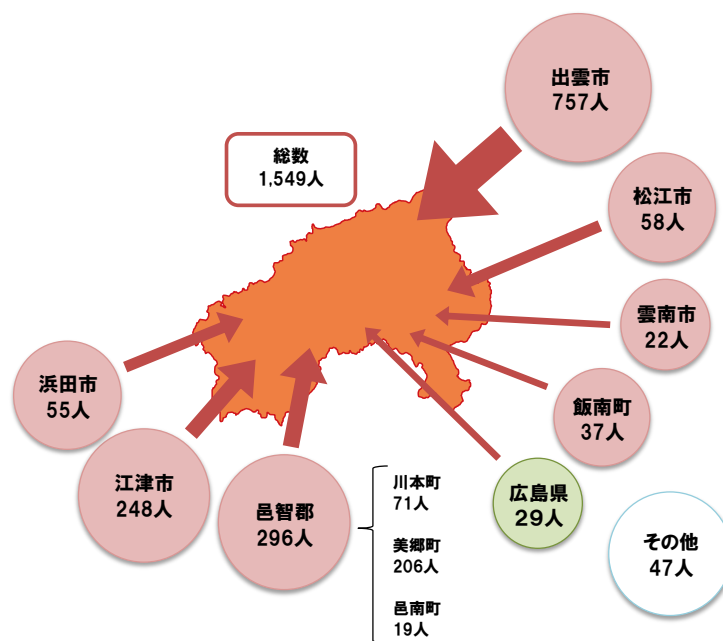 出雲市
757人
総数
1,549人
松江市
58人
雲南市
22人
浜田市
55人
飯南町
37人
江津市
248人
邑智郡
296人
川本町
71人
美郷町
206人
邑南町
19人
広島県
29人
その他
47人